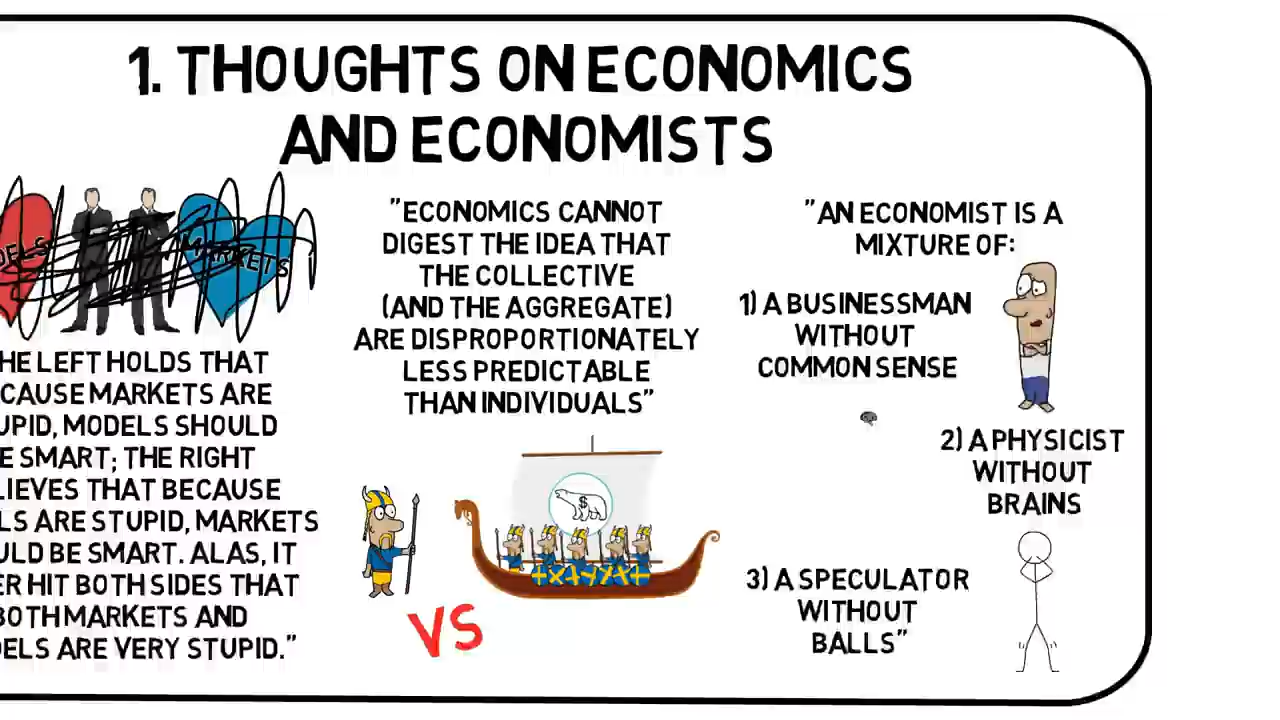 1. THOUGHTS ON ECONOMICS
AND ECONOMISTS
MARKETS
HE LEFT HOLDS THAT
CAUSE MARKETS ARE
UPID, MODELS SHOULD
E SMART; THE RIGHT
LIEVES THAT BECAUSE
LS ARE STUPID, MARKETS
ULD BE SMART. ALAS, IT
ER HIT BOTH SIDES THAT
BOTH MARKETS AND
DELS ARE VERY STUPID."
"ECONOMICS CANNOT
DIGEST THE IDEA THAT
THE COLLECTIVE
(AND THE AGGREGATE)
ARE DISPROPORTIONATELY
LESS PREDICTABLE
THAN INDIVIDUALS"
$
VS
"AN ECONOMIST IS A
MIXTURE OF:
1) A BUSINESSMAN
WITHOUT
COMMON SENSE
2) A PHYSICIST
WITHOUT
BRAINS
3) A SPECULATOR
WITHOUT
BALLS"